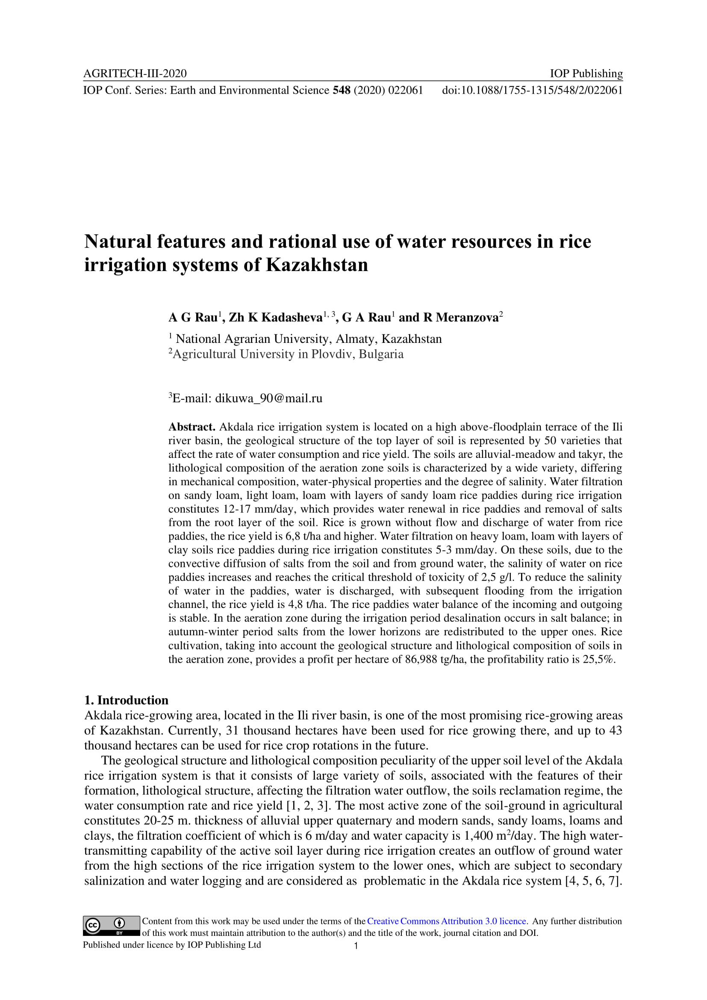 AGRITECH-III-2020
IOP Publishing
IOP Conf. Series: Earth and Environmental Science 548 (2020) 022061
doi:10.1088/1755-1315/548/2/022061
Natural features and rational use of water resources in rice
irrigation systems of Kazakhstan
A G Rau1, Zh K Kadasheva1, 3, G A Rau1 and R Meranzova2
1 National Agrarian University, Almaty, Kazakhstan
2Agricultural University in Plovdiv, Bulgaria
3E-mail: dikuwa_90@mail.ru
Abstract. Akdala rice irrigation system is located on a high above-floodplain terrace of the Ili
river basin, the geological structure of the top layer of soil is represented by 50 varieties that
affect the rate of water consumption and rice yield. The soils are alluvial-meadow and takyr, the
lithological composition of the aeration zone soils is characterized by a wide variety, differing
in mechanical composition, water-physical properties and the degree of salinity. Water filtration
on sandy loam, light loam, loam with layers of sandy loam rice paddies during rice irrigation
constitutes 12-17 mm/day, which provides water renewal in rice paddies and removal of salts
from the root layer of the soil. Rice is grown without flow and discharge of water from rice
paddies, the rice yield is 6,8 t/ha and higher. Water filtration on heavy loam, loam with layers of
clay soils rice paddies during rice irrigation constitutes 5-3 mm/day. On these soils, due to the
convective diffusion of salts from the soil and from ground water, the salinity of water on rice
paddies increases and reaches the critical threshold of toxicity of 2,5 g/l. To reduce the salinity
of water in the paddies, water is discharged, with subsequent flooding from the irrigation
channel, the rice yield is 4,8 t/ha. The rice paddies water balance of the incoming and outgoing
is stable. In the aeration zone during the irrigation period desalination occurs in salt balance; in
autumn-winter period salts from the lower horizons are redistributed to the upper ones. Rice
cultivation, taking into account the geological structure and lithological composition of soils in
the aeration zone, provides a profit per hectare of 86,988 tg/ha, the profitability ratio is 25,5%.
1. Introduction
Akdala rice-growing area, located in the Ili river basin, is one of the most promising rice-growing areas
of Kazakhstan. Currently, 31 thousand hectares have been used for rice growing there, and up to 43
thousand hectares can be used for rice crop rotations in the future.
The geological structure and lithological composition peculiarity of the upper soil level of the Akdala
rice irrigation system is that it consists of large variety of soils, associated with the features of their
formation, lithological structure, affecting the filtration water outflow, the soils reclamation regime, the
water consumption rate and rice yield [1, 2, 3]. The most active zone of the soil-ground in agricultural
constitutes 20-25 m. thickness of alluvial upper quaternary and modern sands, sandy loams, loams and
clays, the filtration coefficient of which is 6 m/day and water capacity is 1,400 m2/day. The high water-
transmitting capability of the active soil layer during rice irrigation creates an outflow of ground water
from the high sections of the rice irrigation system to the lower ones, which are subject to secondary
salinization and water logging and are considered as problematic in the Akdala rice system [4, 5, 6, 7].
cc BY
Content from this work may be used under the terms of the Creative Commons Attribution 3.0 licence. Any further distribution
of this work must maintain attribution to the author(s) and the title of the work, journal citation and DOI.
Published under licence by IOP Publishing Ltd
1